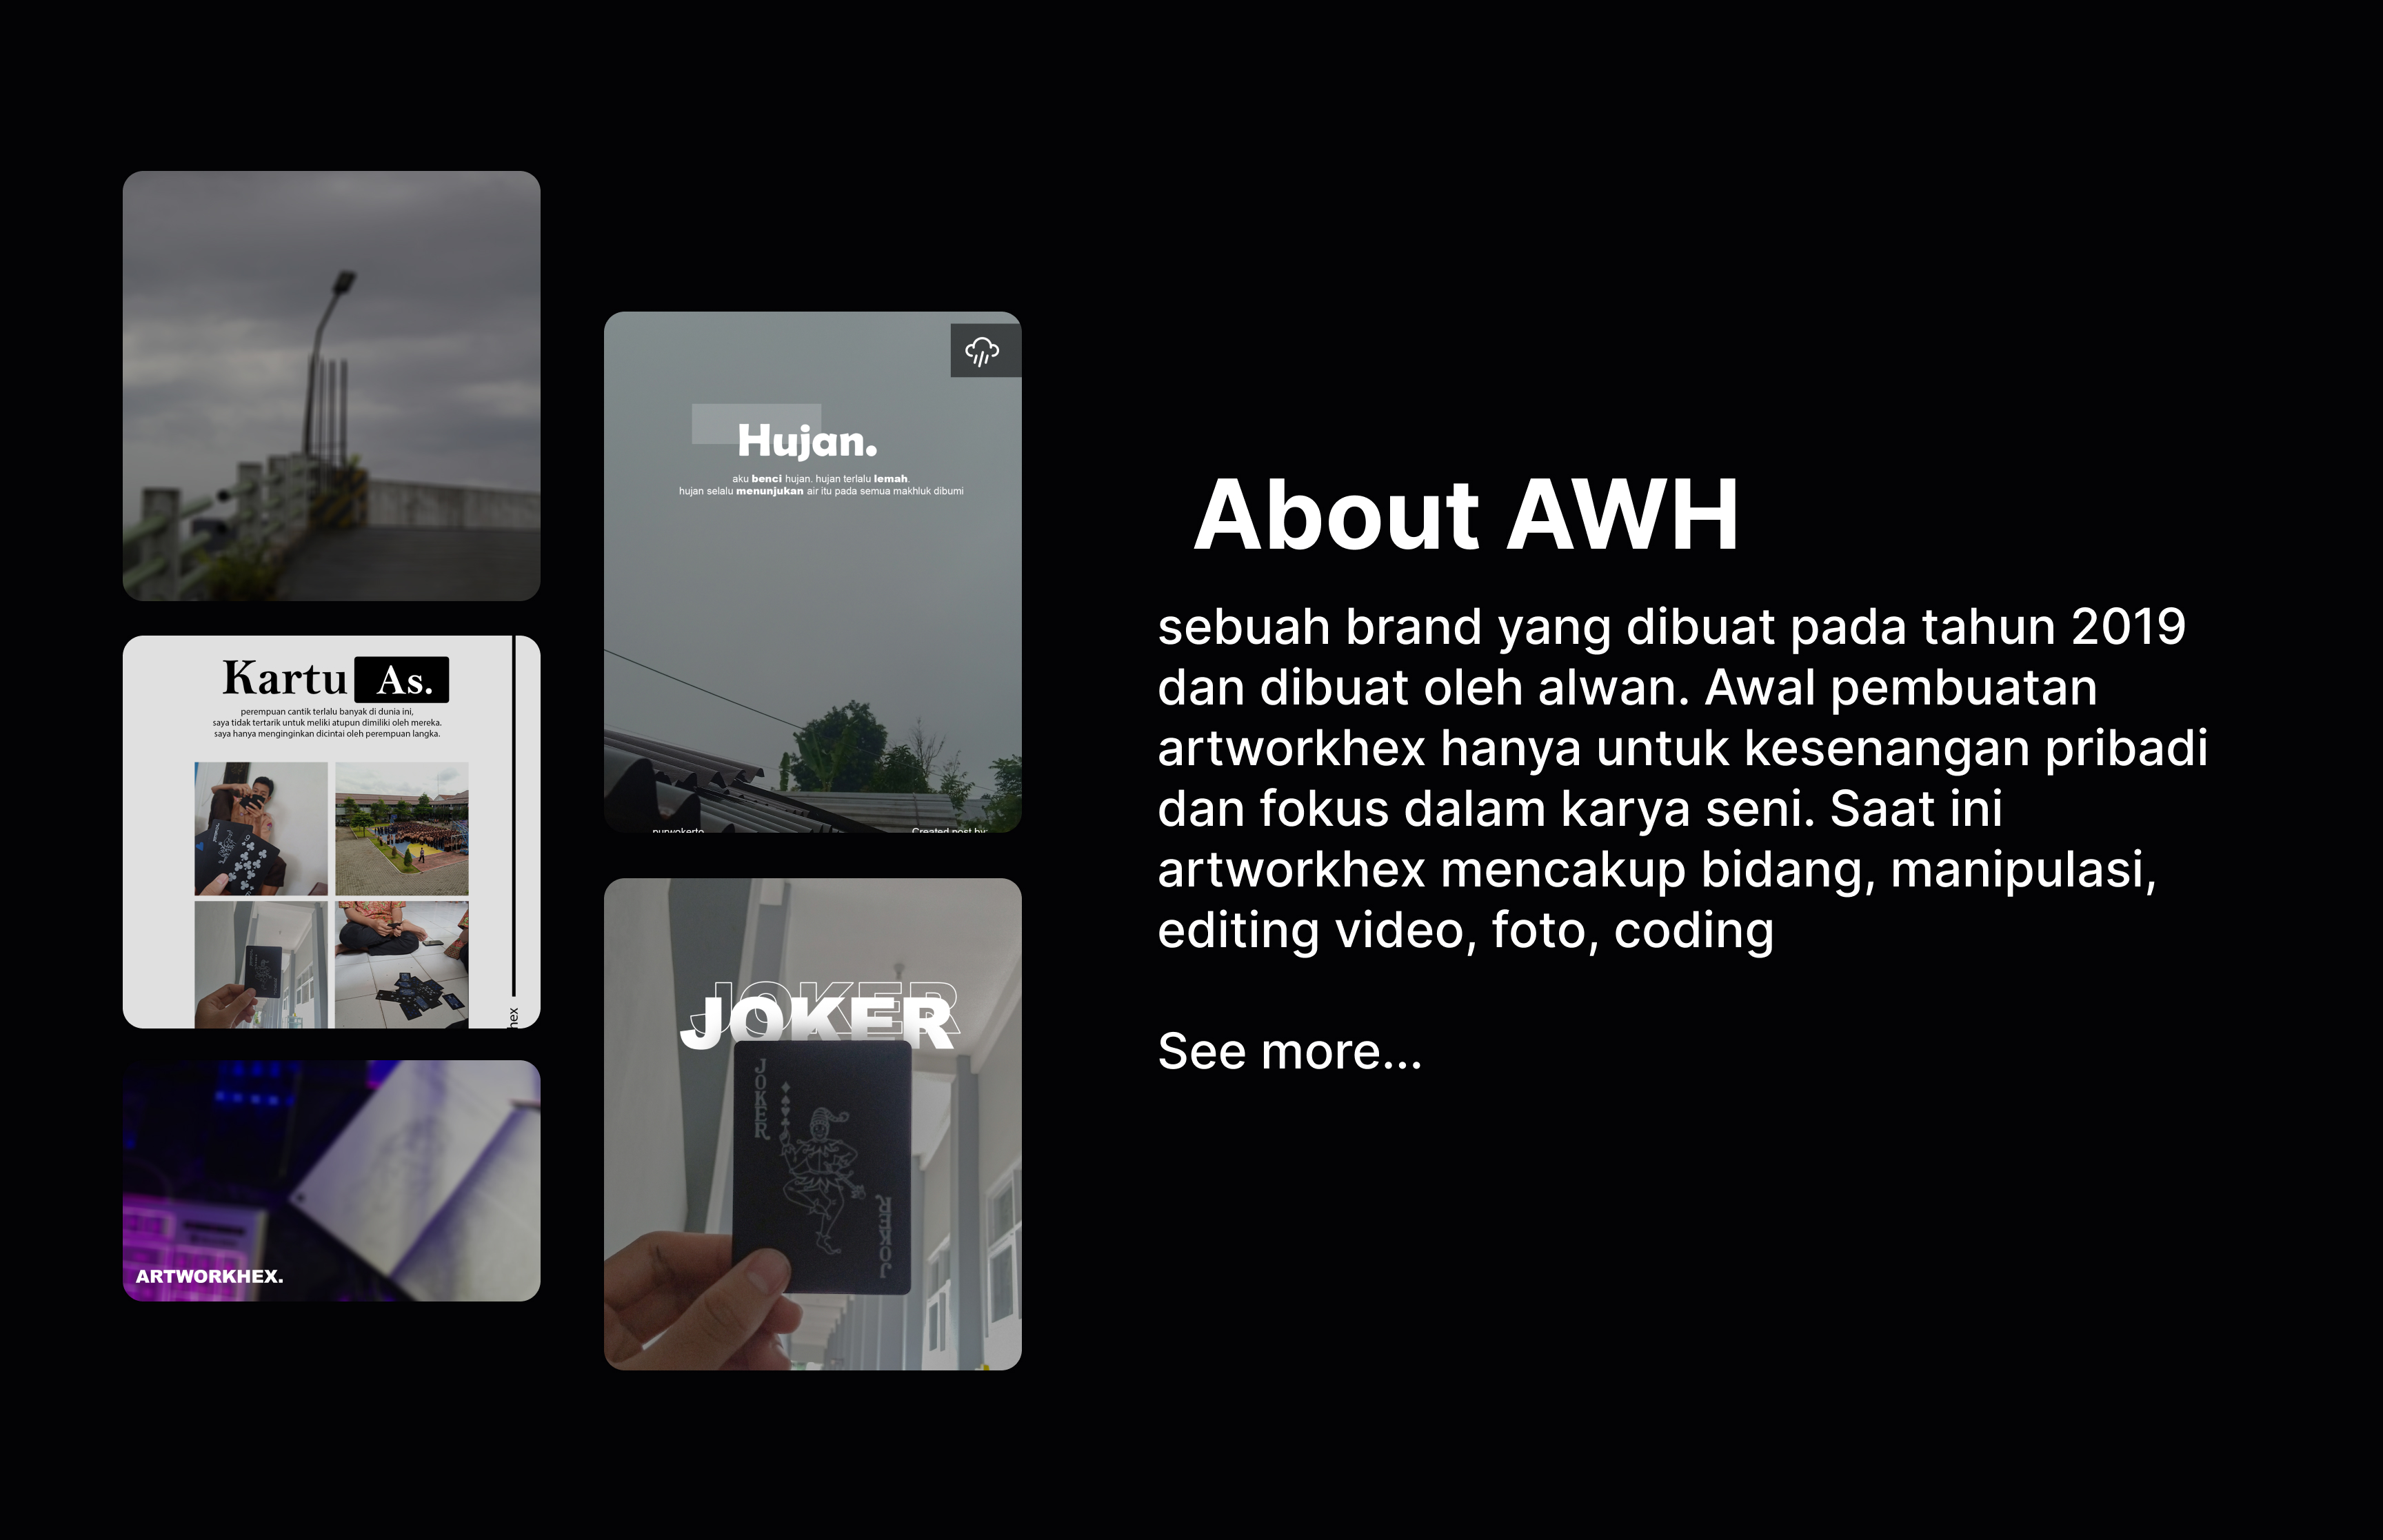 Kartu As.
perempuan cantik terlalu banyak di dunia ini,
saya tidak tertarik untuk meliki atupun dimiliki oleh mereka.
saya hanya menginginkan dicintai oleh perempuan langka.
hex
ARTWORKHEX.
Hujan.
aku benci hujan. hujan terlalu lemah.
hujan selalu menunjukan air itu pada semua makhluk dibumi
purwokerto
Created post by:
JOKER
JOKER
JOKER
JOKER
About AWH
sebuah brand yang dibuat pada tahun 2019
dan dibuat oleh alwan. Awal pembuatan
artworkhex hanya untuk kesenangan pribadi
dan fokus dalam karya seni. Saat ini
artworkhex mencakup bidang, manipulasi,
editing video, foto, coding
See more...